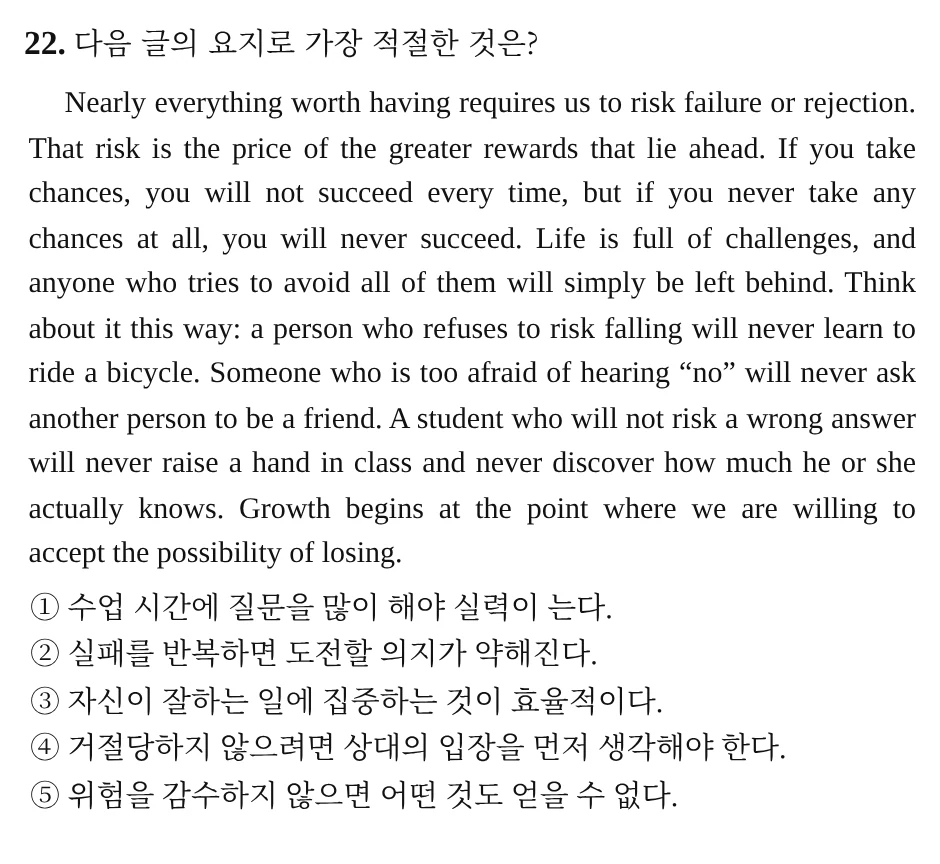 22. 다음 글의 요지로 가장 적절한 것은?
Nearly everything worth having requires us to risk failure or rejection.
That risk is the price of the greater rewards that lie ahead. If you take
chances, you will not succeed every time, but if you never take any
chances at all, you will never succeed. Life is full of challenges, and
anyone who tries to avoid all of them will simply be left behind. Think
about it this way: a person who refuses to risk falling will never learn to
ride a bicycle. Someone who is too afraid of hearing “no” will never ask
another person to be a friend. A student who will not risk a wrong answer
will never raise a hand in class and never discover how much he or she
actually knows. Growth begins at the point where we are willing to
accept the possibility of losing.
① 수업 시간에 질문을 많이 해야 실력이 는다.
② 실패를 반복하면 도전할 의지가 약해진다.
③ 자신이 잘하는 일에 집중하는 것이 효율적이다.
④ 거절당하지 않으려면 상대의 입장을 먼저 생각해야 한다.
⑤ 위험을 감수하지 않으면 어떤 것도 얻을 수 없다.